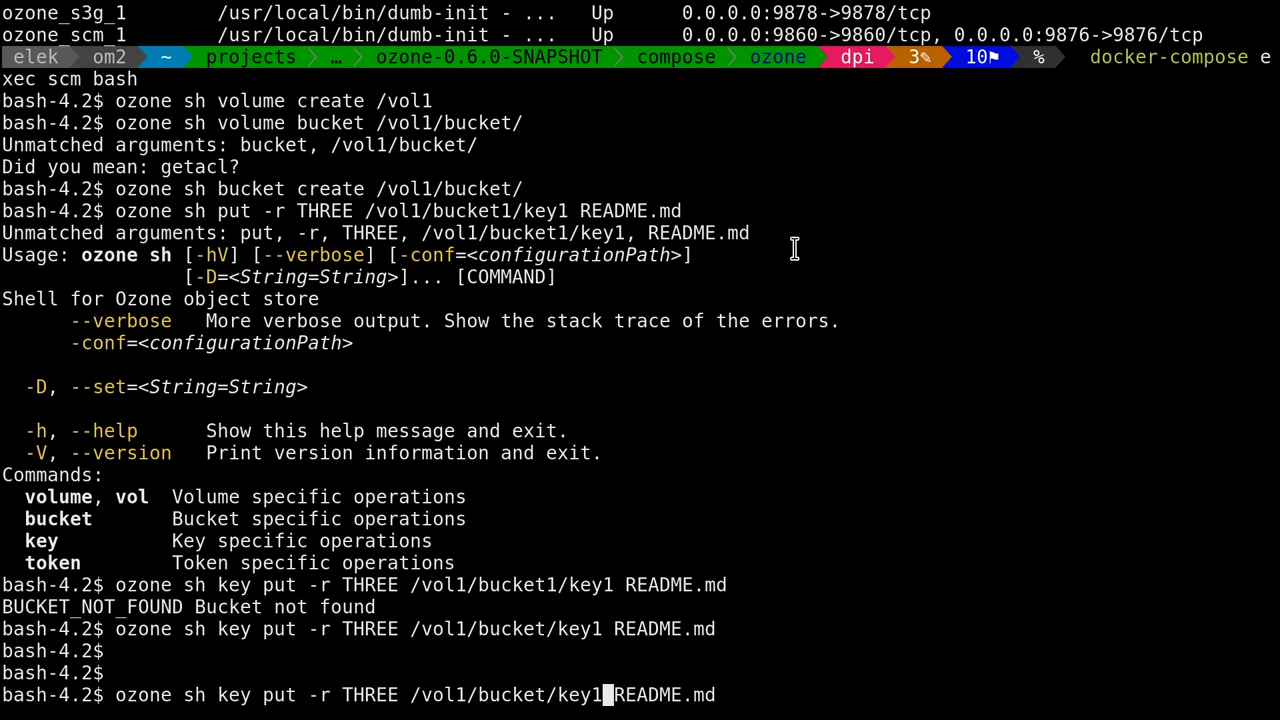 ozone_s3g_1        /usr/local/bin/dumb-init - ...   Up      0.0.0.0:9878->9878/tcp
ozone_scm_1        /usr/local/bin/dumb-init - ...   Up      0.0.0.0:9860->9860/tcp, 0.0.0.0:9876->9876/tcp
elek  om2  ~  projects  …  ozone-0.6.0-SNAPSHOT  compose  ozone  dpi  3✎  10⚑  %  docker-compose e
xec scm bash
bash-4.2$ ozone sh volume create /vol1
bash-4.2$ ozone sh volume bucket /vol1/bucket/
Unmatched arguments: bucket, /vol1/bucket/
Did you mean: getacl?
bash-4.2$ ozone sh bucket create /vol1/bucket/
bash-4.2$ ozone sh put -r THREE /vol1/bucket1/key1 README.md
Unmatched arguments: put, -r, THREE, /vol1/bucket1/key1, README.md
Usage: ozone sh [-hV] [--verbose] [-conf=<configurationPath>]
                [-D=<String=String>]... [COMMAND]
Shell for Ozone object store
      --verbose   More verbose output. Show the stack trace of the errors.
      -conf=<configurationPath>
  -D, --set=<String=String>
  -h, --help      Show this help message and exit.
  -V, --version   Print version information and exit.
Commands:
  volume, vol  Volume specific operations
  bucket       Bucket specific operations
  key          Key specific operations
  token        Token specific operations
bash-4.2$ ozone sh key put -r THREE /vol1/bucket1/key1 README.md
BUCKET_NOT_FOUND Bucket not found
bash-4.2$ ozone sh key put -r THREE /vol1/bucket/key1 README.md
bash-4.2$
bash-4.2$
bash-4.2$ ozone sh key put -r THREE /vol1/bucket/key1 README.md